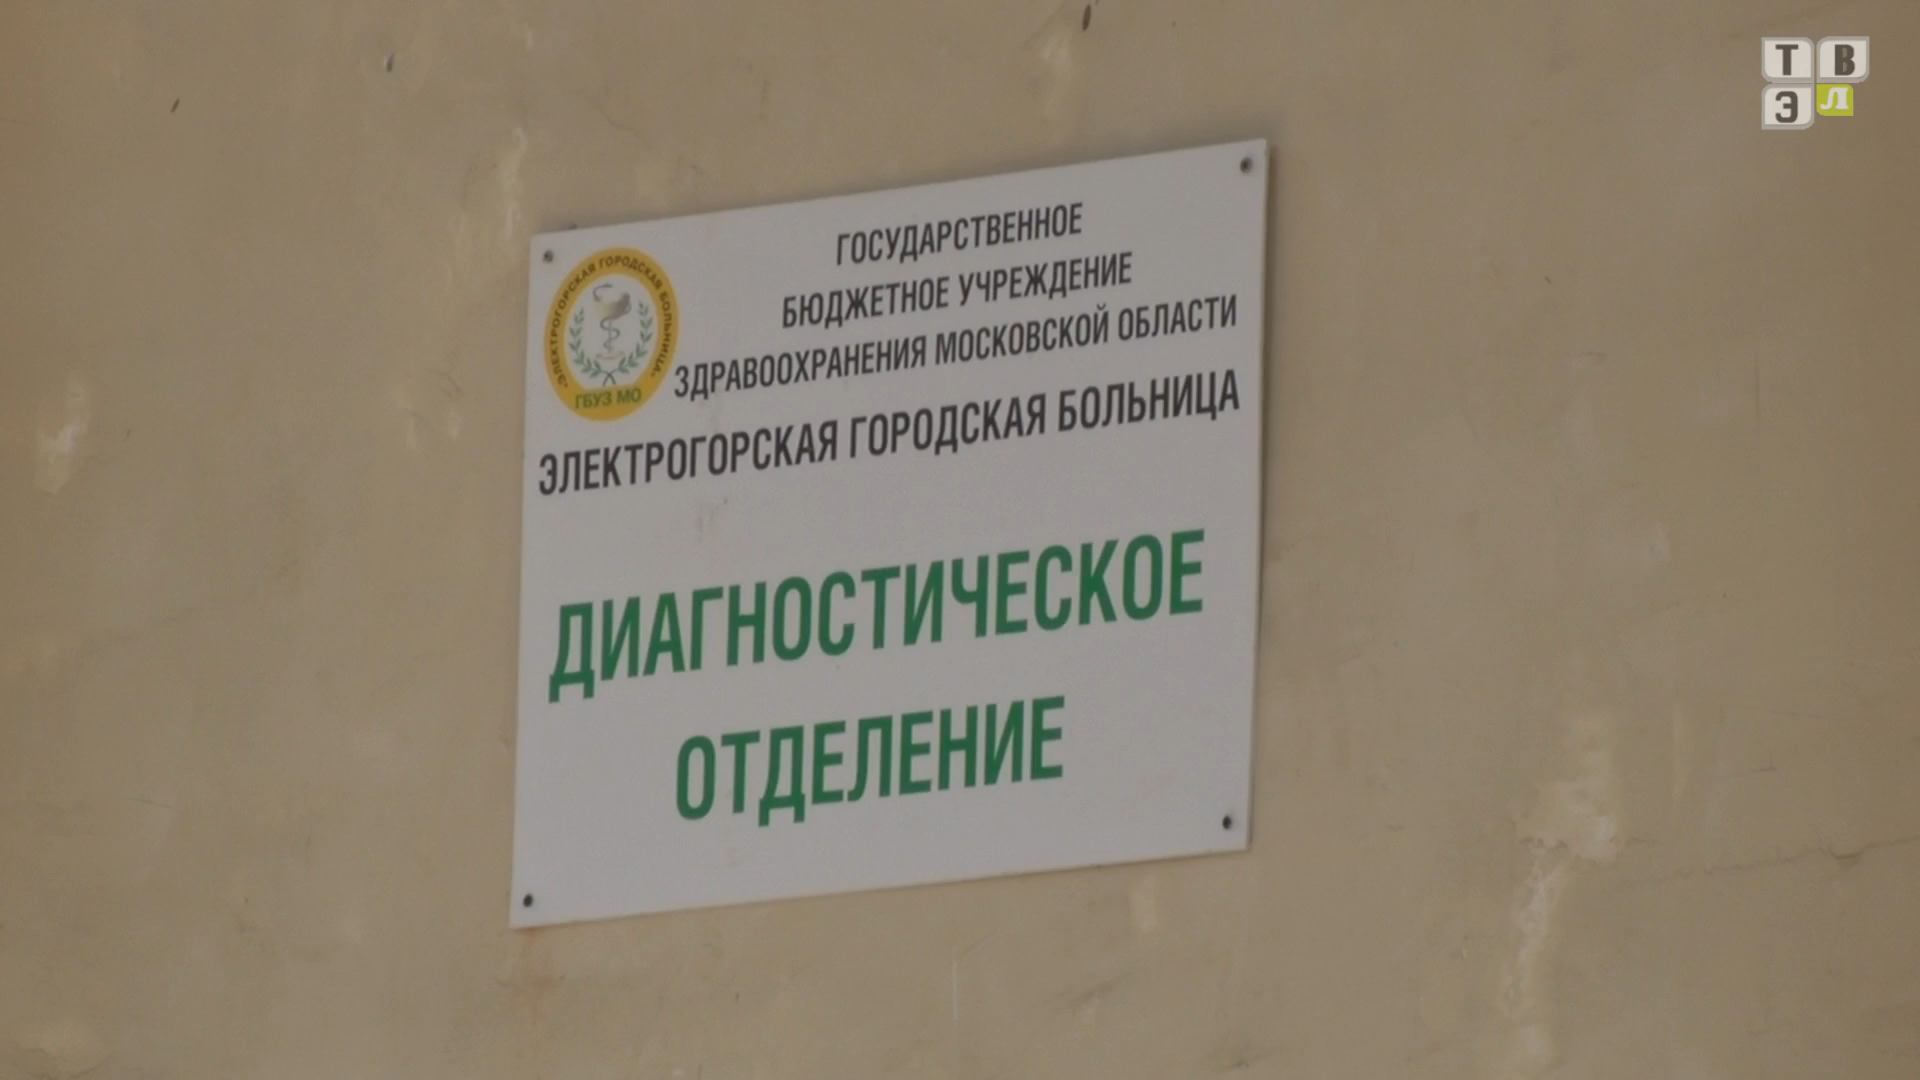 ТВ
ЭЛ
ГОСУДАРСТВЕННОЕ
БЮДЖЕТНОЕ УЧРЕЖДЕНИЕ
ЗДРАВООХРАНЕНИЯ МОСКОВСКОЙ ОБЛАСТИ
«ЭЛЕКТРОГОРСКАЯ ГОРОДСКАЯ БОЛЬНИЦА»
ГБУЗ МО
ЭЛЕКТРОГОРСКАЯ ГОРОДСКАЯ БОЛЬНИЦА
ДИАГНОСТИЧЕСКОЕ
ОТДЕЛЕНИЕ